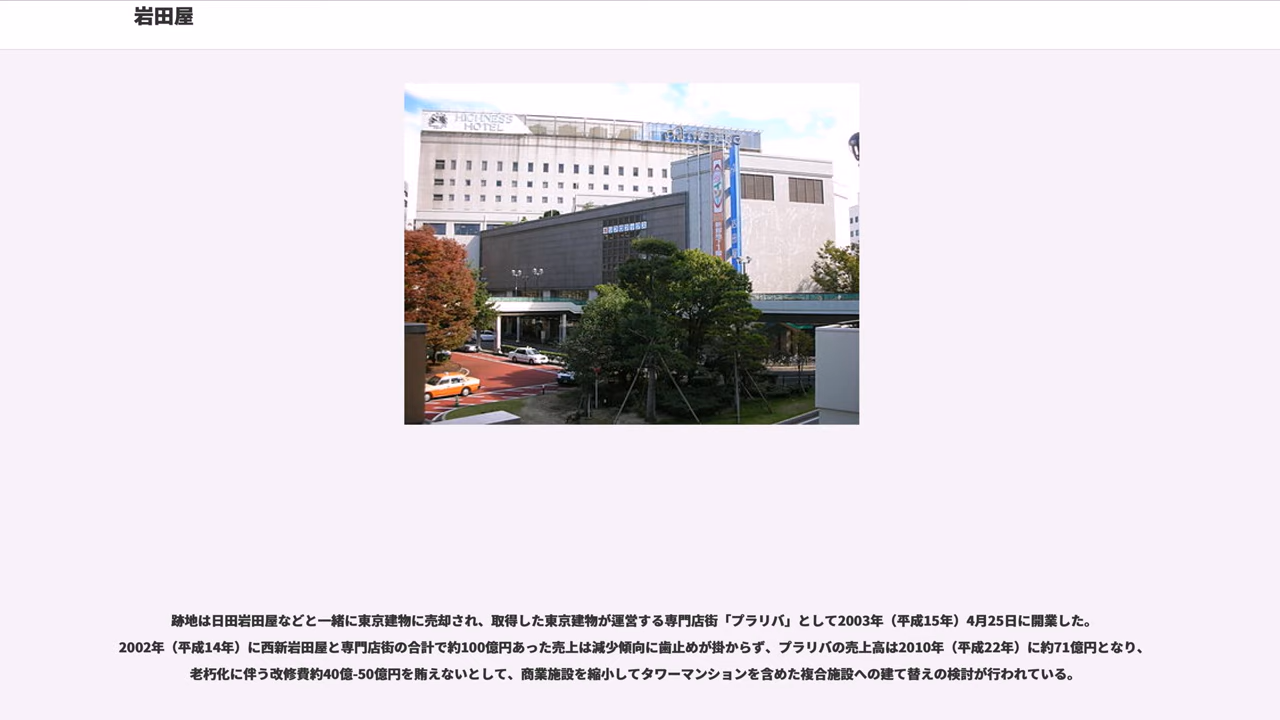 岩田屋
HIGHNESS
HOTEL
跡地は日田岩田屋などと一緒に東京建物に売却され、取得した東京建物が運営する専門店街「プラリバ」として2003年（平成15年）4月25日に開業した。
2002年（平成14年）に西新岩田屋と専門店街の合計で約100億円あった売上は減少傾向に歯止めが掛からず、プラリバの売上高は2010年（平成22年）に約71億円となり、
老朽化に伴う改修費約40億-50億円を賄えないとして、商業施設を縮小してタワーマンションを含めた複合施設への建て替えの検討が行われている。